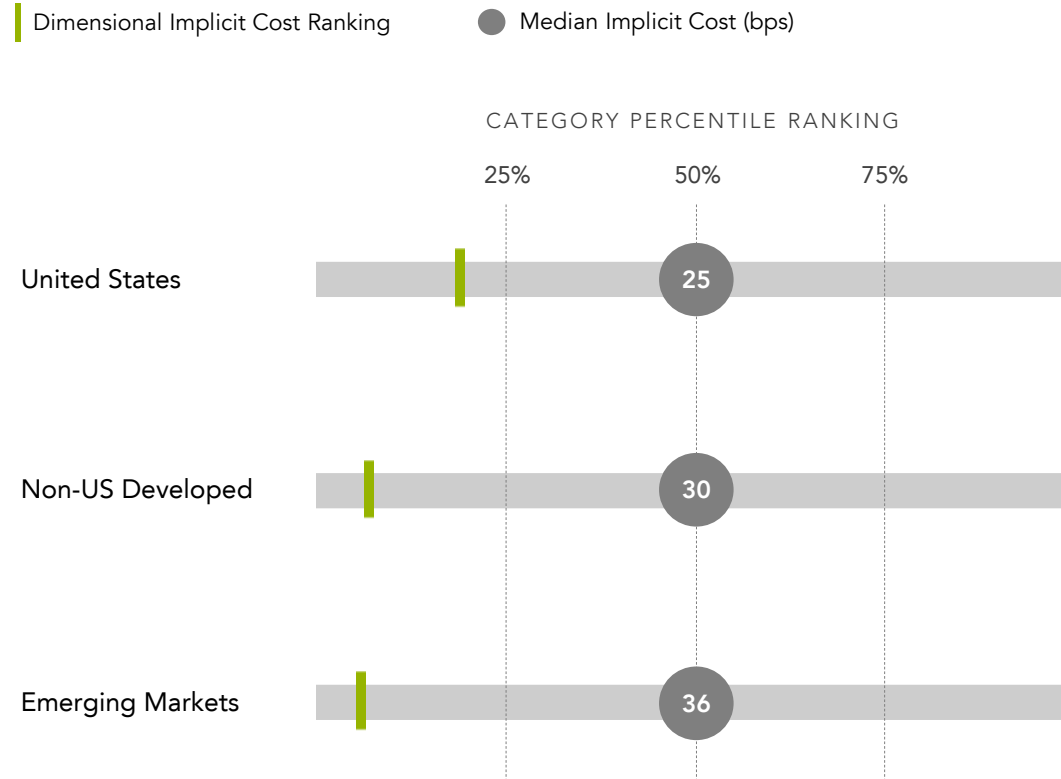 Dimensional Implicit Cost Ranking
Median Implicit Cost (bps)
CATEGORY PERCENTILE RANKING
25% 50% 75%
United States 25
Non-US Developed 30
Emerging Markets 36